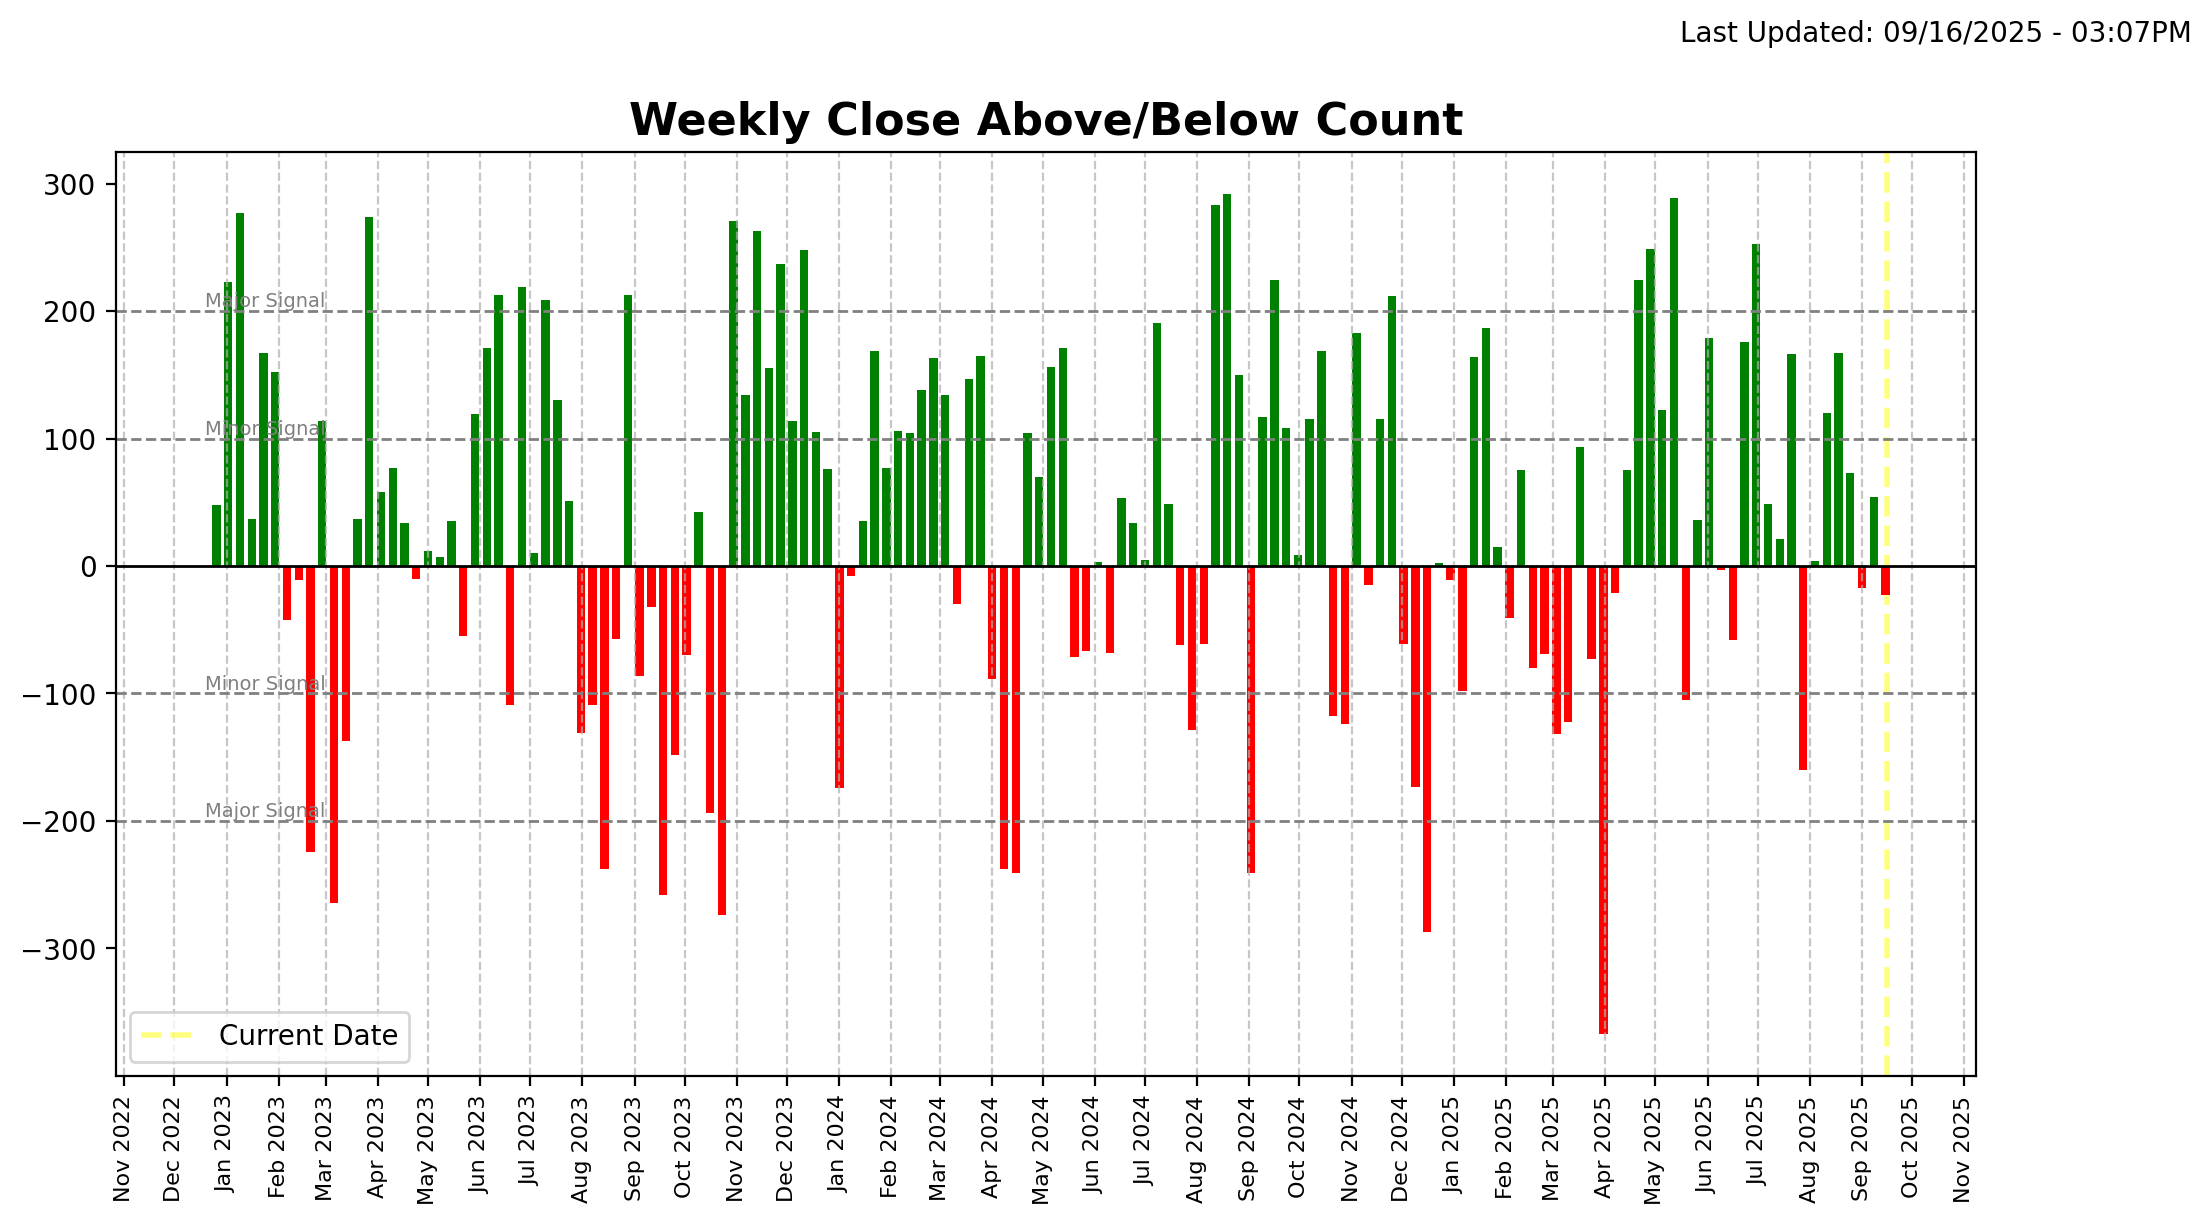 Last Updated: 09/16/2025 - 03:07PM
Weekly Close Above/Below Count
300
Major Signal
200
Minor Signal
100
0
Minor Signal
−100
Major Signal
−200
−300
Current Date
Nov 2022
Dec 2022
Jan 2023
Feb 2023
Mar 2023
Apr 2023
May 2023
Jun 2023
Jul 2023
Aug 2023
Sep 2023
Oct 2023
Nov 2023
Dec 2023
Jan 2024
Feb 2024
Mar 2024
Apr 2024
May 2024
Jun 2024
Jul 2024
Aug 2024
Sep 2024
Oct 2024
Nov 2024
Dec 2024
Jan 2025
Feb 2025
Mar 2025
Apr 2025
May 2025
Jun 2025
Jul 2025
Aug 2025
Sep 2025
Oct 2025
Nov 2025